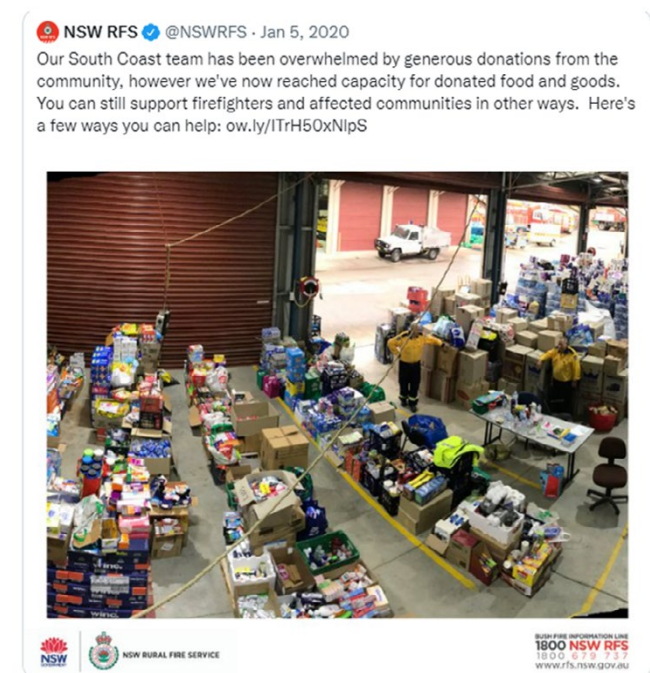 NSW RFS @NSWRFS · Jan 5, 2020
Our South Coast team has been overwhelmed by generous donations from the
community, however we've now reached capacity for donated food and goods.
You can still support firefighters and affected communities in other ways. Here's
a few ways you can help: ow.ly/ITrH50xNlpS
NSW
GOVERNMENT
NSW RURAL FIRE SERVICE
BUSH FIRE INFORMATION LINE
1800 NSW RFS
1800 679 737
www.rfs.nsw.gov.au